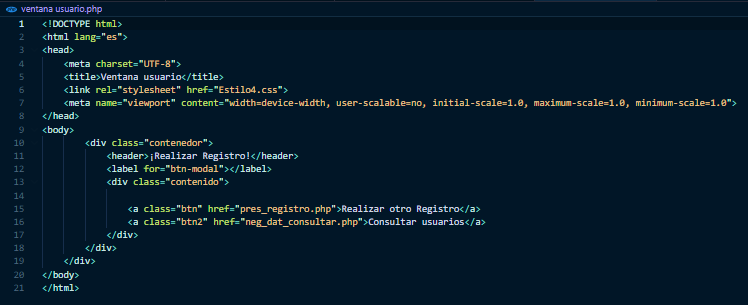 ventana usuario.php
1 <!DOCTYPE html>
2 <html lang="es">
3 <head>
4 <meta charset="UTF-8">
5 <title>Ventana usuario</title>
6 <link rel="stylesheet" href="Estilo4.css">
7 <meta name="viewport" content="width=device-width, user-scalable=no, initial-scale=1.0, maximum-scale=1.0, minimum-scale=1.0">
8 </head>
9 <body>
10 <div class="contenedor">
11 <header>¡Realizar Registro!</header>
12 <label for="btn-modal"></label>
13 <div class="contenido">
14
15 <a class="btn" href="pres_registro.php">Realizar otro Registro</a>
16 <a class="btn2" href="neg_dat_consultar.php">Consultar usuarios</a>
17 </div>
18 </div>
19 </div>
20 </body>
21 </html>